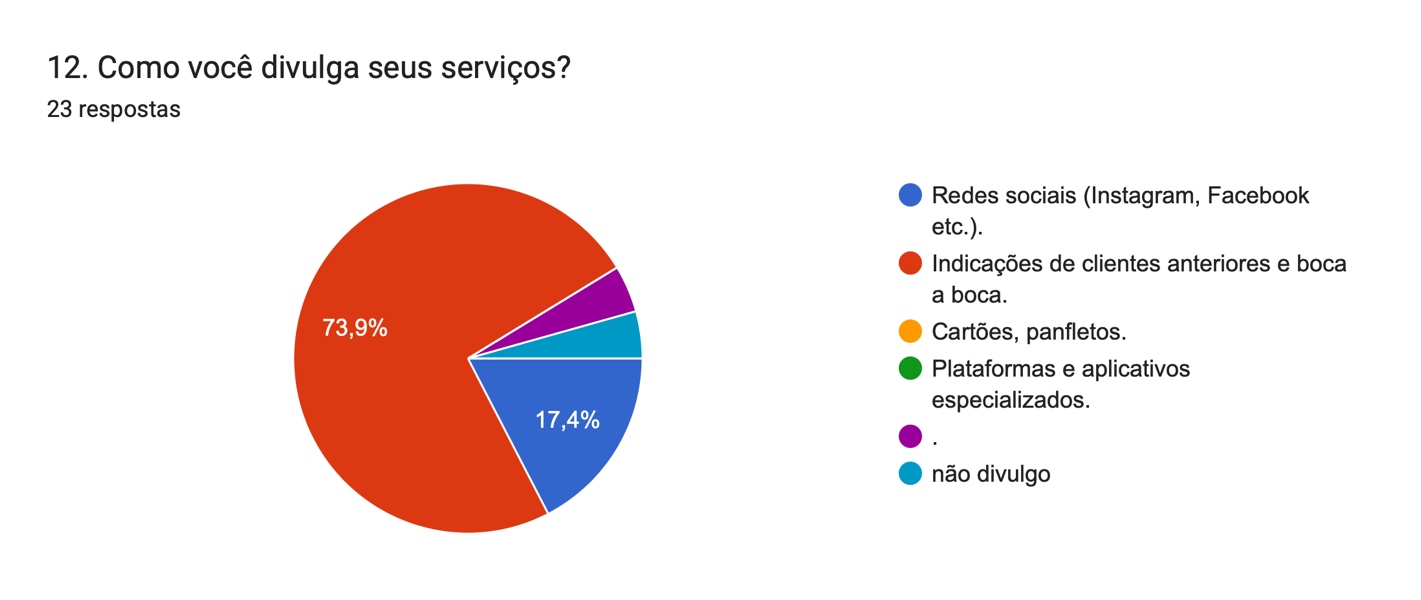 12. Como você divulga seus serviços?
23 respostas
73,9%
17,4%
Redes sociais (Instagram, Facebook
etc.).
Indicações de clientes anteriores e boca
a boca.
Cartões, panfletos.
Plataformas e aplicativos
especializados.
.
não divulgo